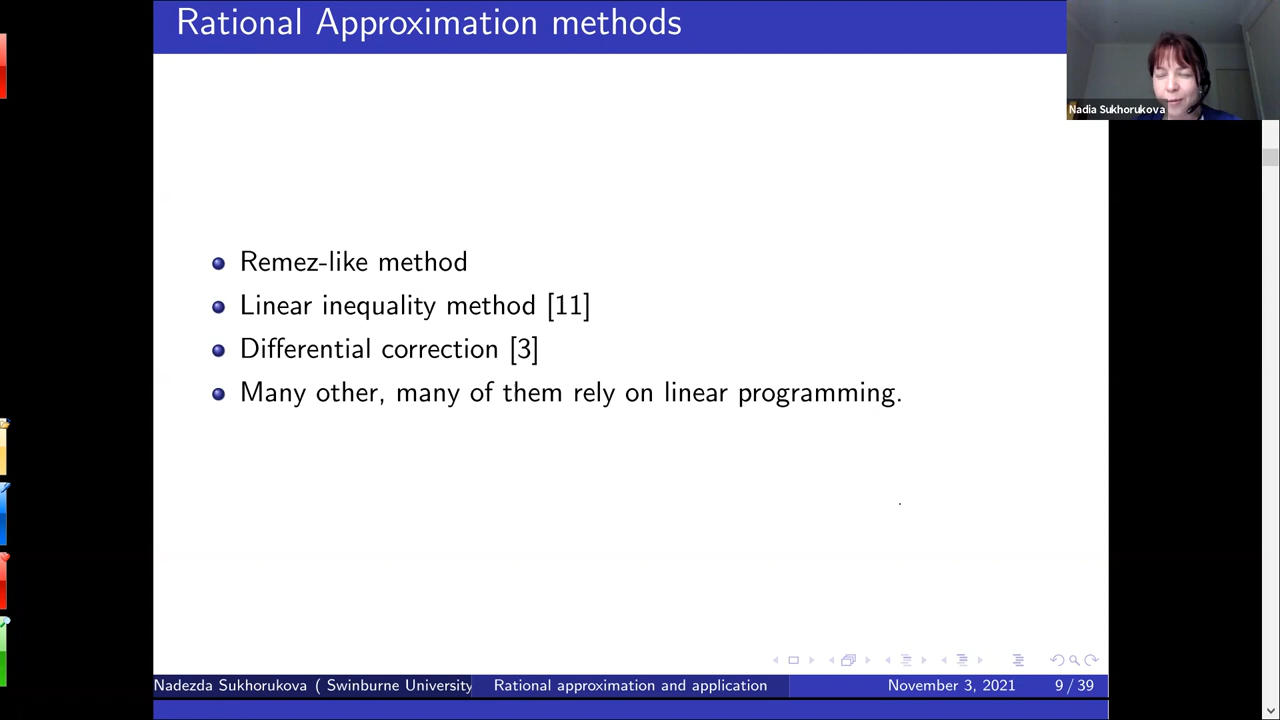 Rational Approximation methods
Nadia Sukhorukova
Remez-like method
Linear inequality method [11]
Differential correction [3]
Many other, many of them rely on linear programming.
Nadezda Sukhorukova ( Swinburne University
Rational approximation and application
November 3, 2021
9 / 39